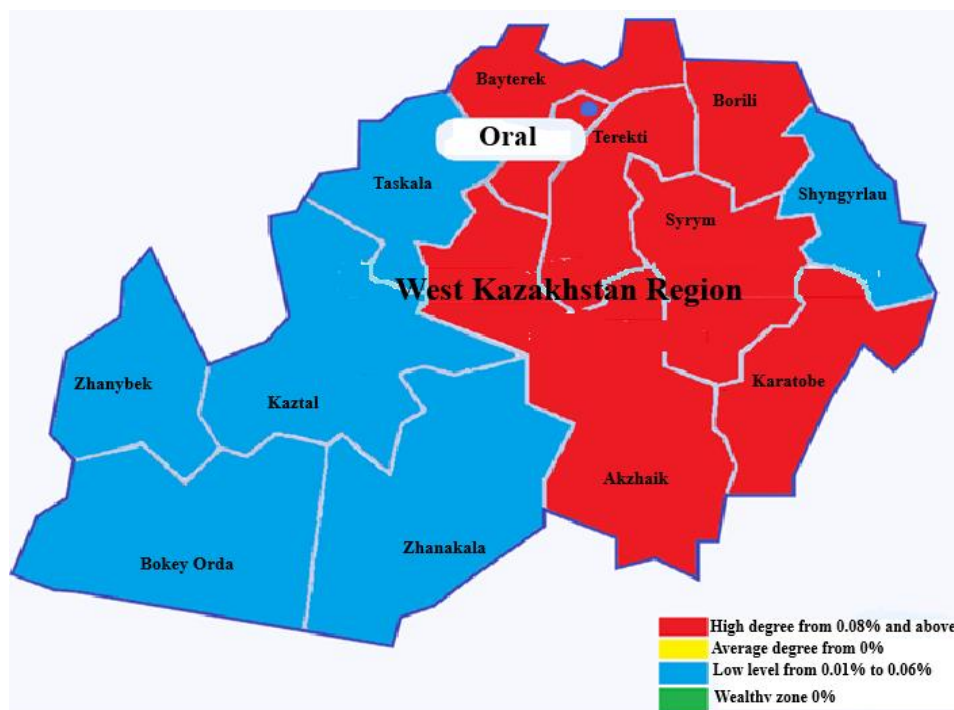 Bayterek
Borili
Oral
Terekti
Taskala
Shyngyrlau
Syrym
West Kazakhstan Region
Zhanybek
Karatobe
Kaztal
Akzhaik
Zhanakala
Bokey Orda
High degree from 0.08% and above
Average degree from 0%
Low level from 0.01% to 0.06%
Wealthy zone 0%